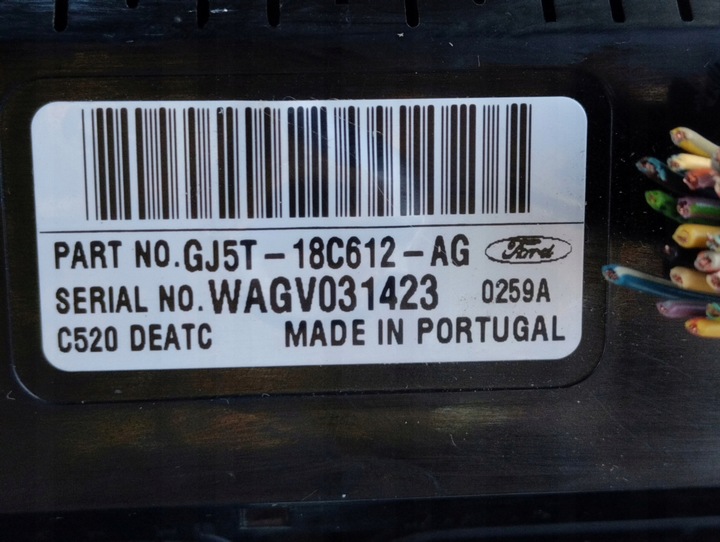 PART NO.GJ5T-18C612-AG Ford
SERIAL NO.WAGV031423 0259A
C520 DEATC MADE IN PORTUGAL